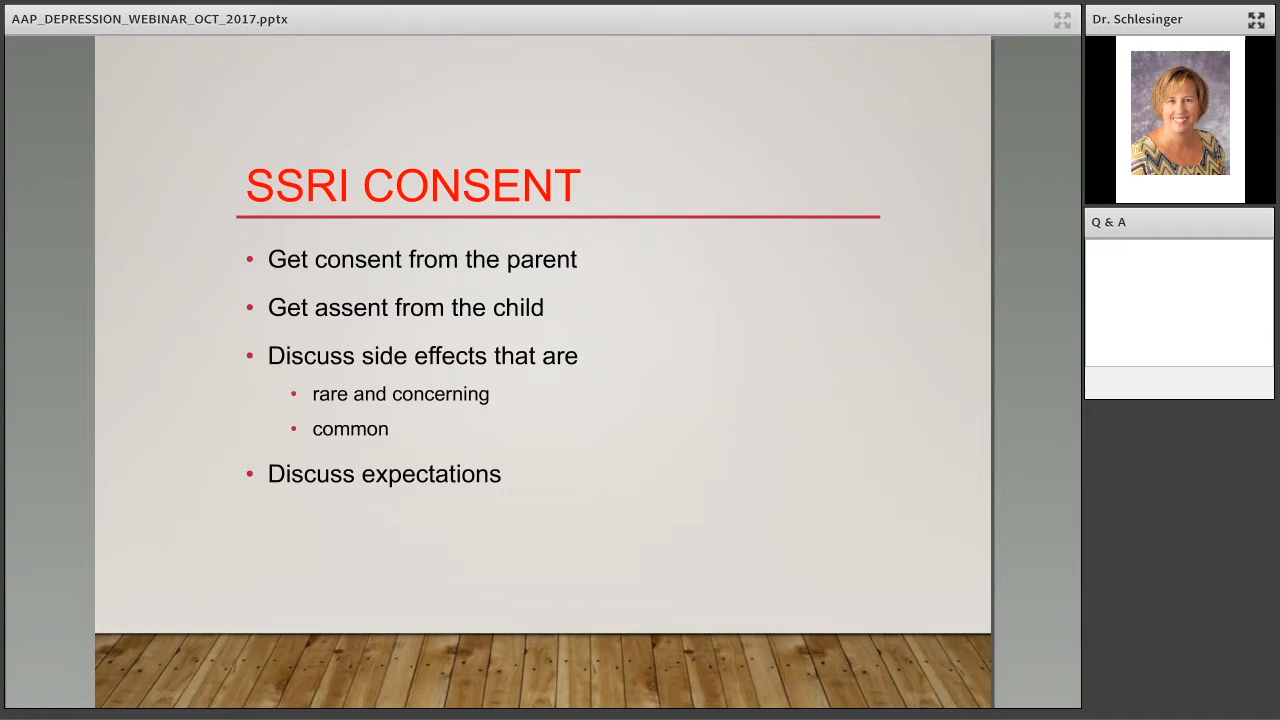 AAP_DEPRESSION_WEBINAR_OCT_2017.pptx
Dr. Schlesinger
SSRI CONSENT
• Get consent from the parent
• Get assent from the child
• Discuss side effects that are
• rare and concerning
• common
• Discuss expectations
Q & A